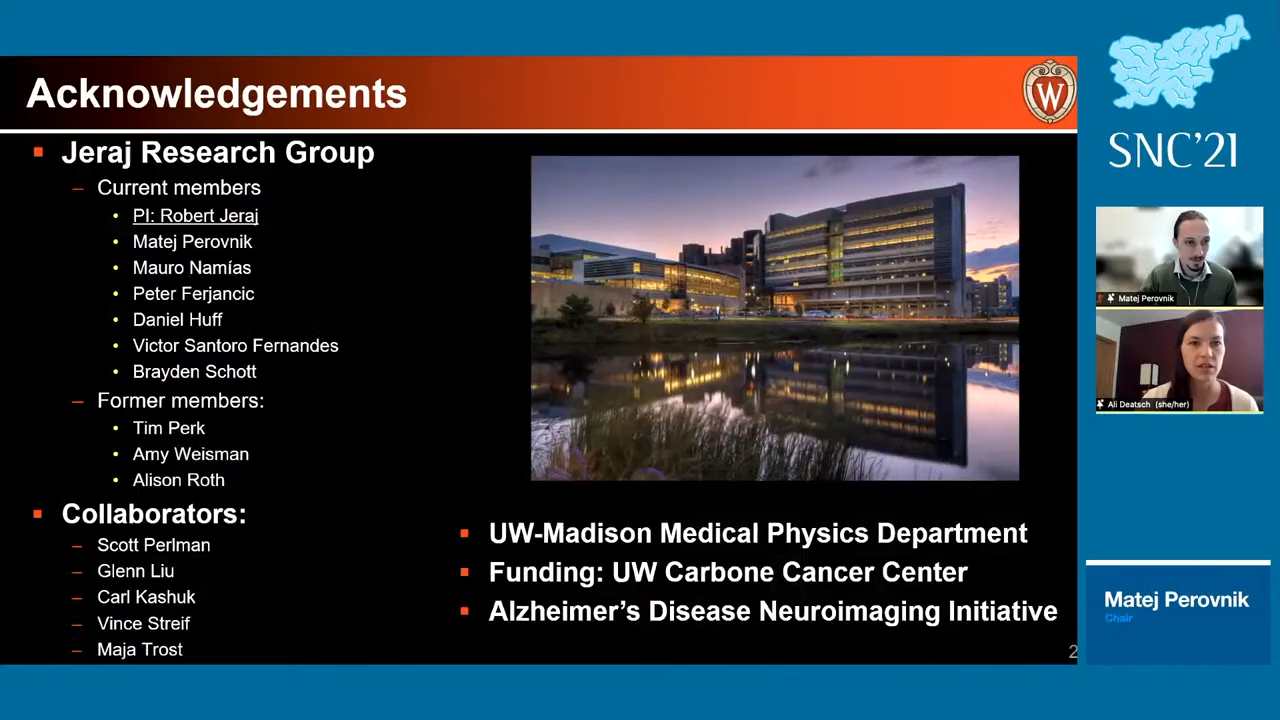 Acknowledgements
W
Jeraj Research Group
Current members
PI: Robert Jeraj
Matej Perovnik
Mauro Namías
Peter Ferjancic
Daniel Huff
Victor Santoro Fernandes
Brayden Schott
Former members:
Tim Perk
Amy Weisman
Alison Roth
Collaborators:
Scott Perlman
Glenn Liu
Carl Kashuk
Vince Streif
Maja Trost
UW-Madison Medical Physics Department
Funding: UW Carbone Cancer Center
Alzheimer’s Disease Neuroimaging Initiative
2
SNC’21
Matej Perovnik
Ali Deatsch (she/her)
Matej Perovnik
Chair